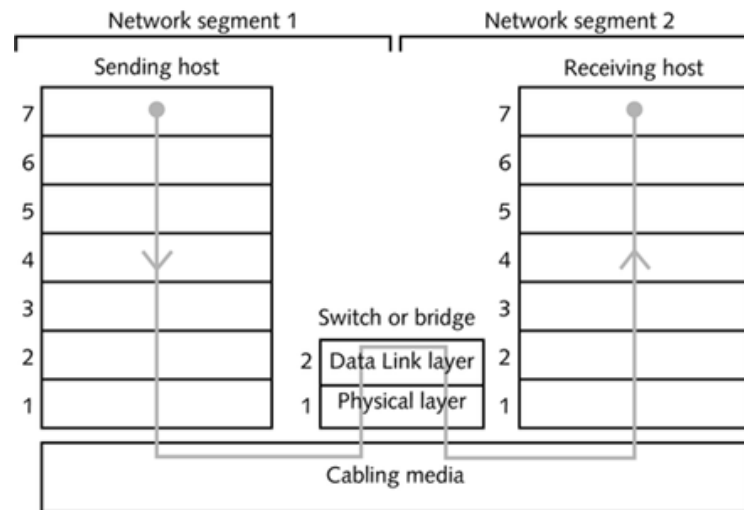 Network segment 1
Network segment 2
Sending host
Receiving host
7
6
5
4
3
2
1
Switch or bridge
2 Data Link layer
1 Physical layer
7
6
5
4
3
2
1
Cabling media